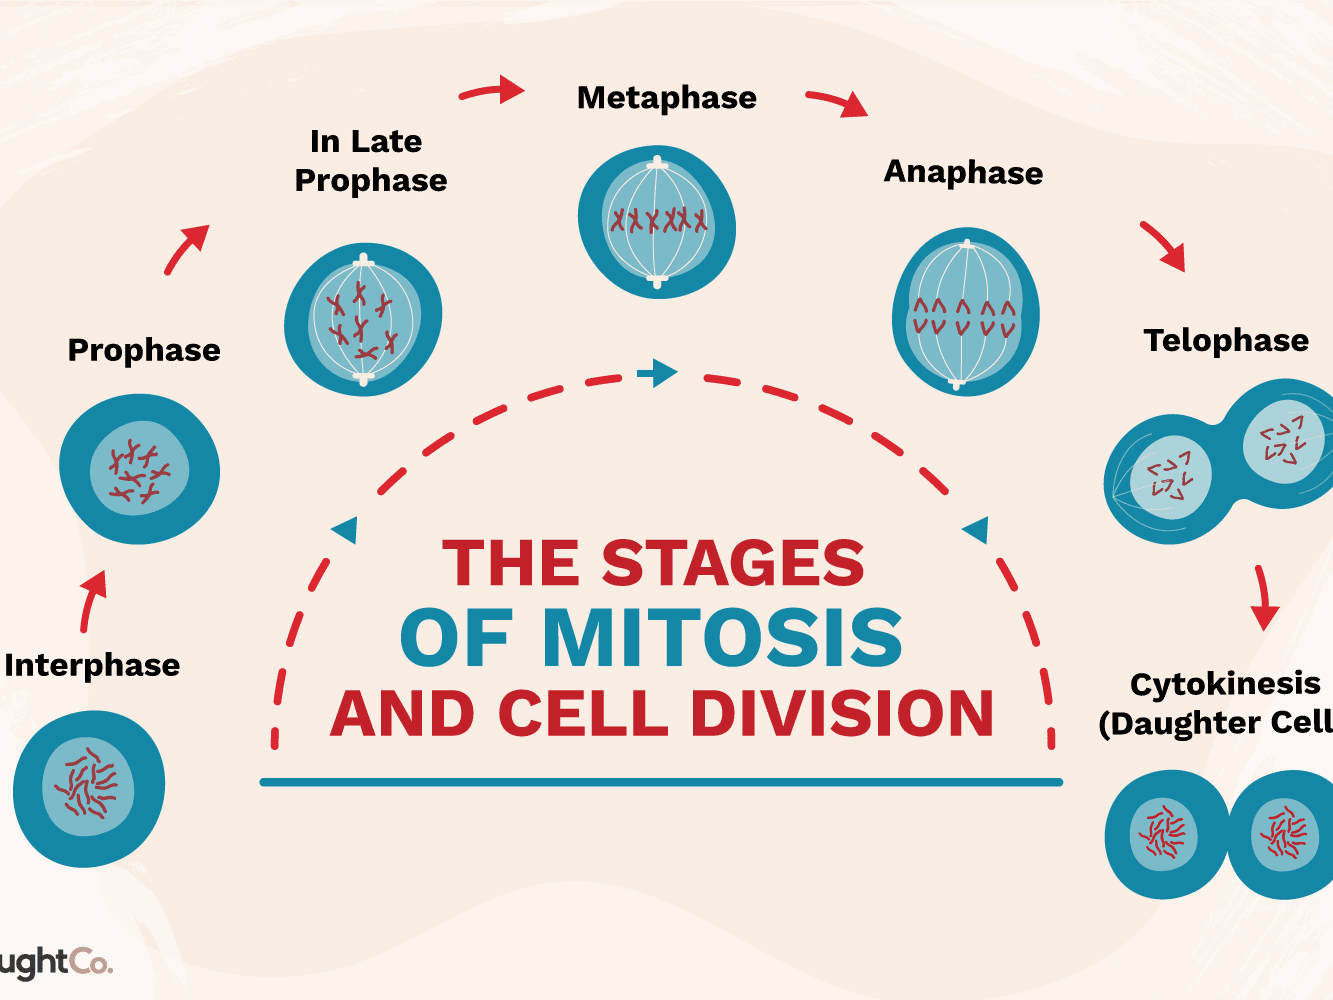 Metaphase
In Late
Prophase
Anaphase
Prophase
Telophase
THE STAGES
OF MITOSIS
AND CELL DIVISION
Interphase
Cytokinesis
(Daughter Cell
ughtCo.